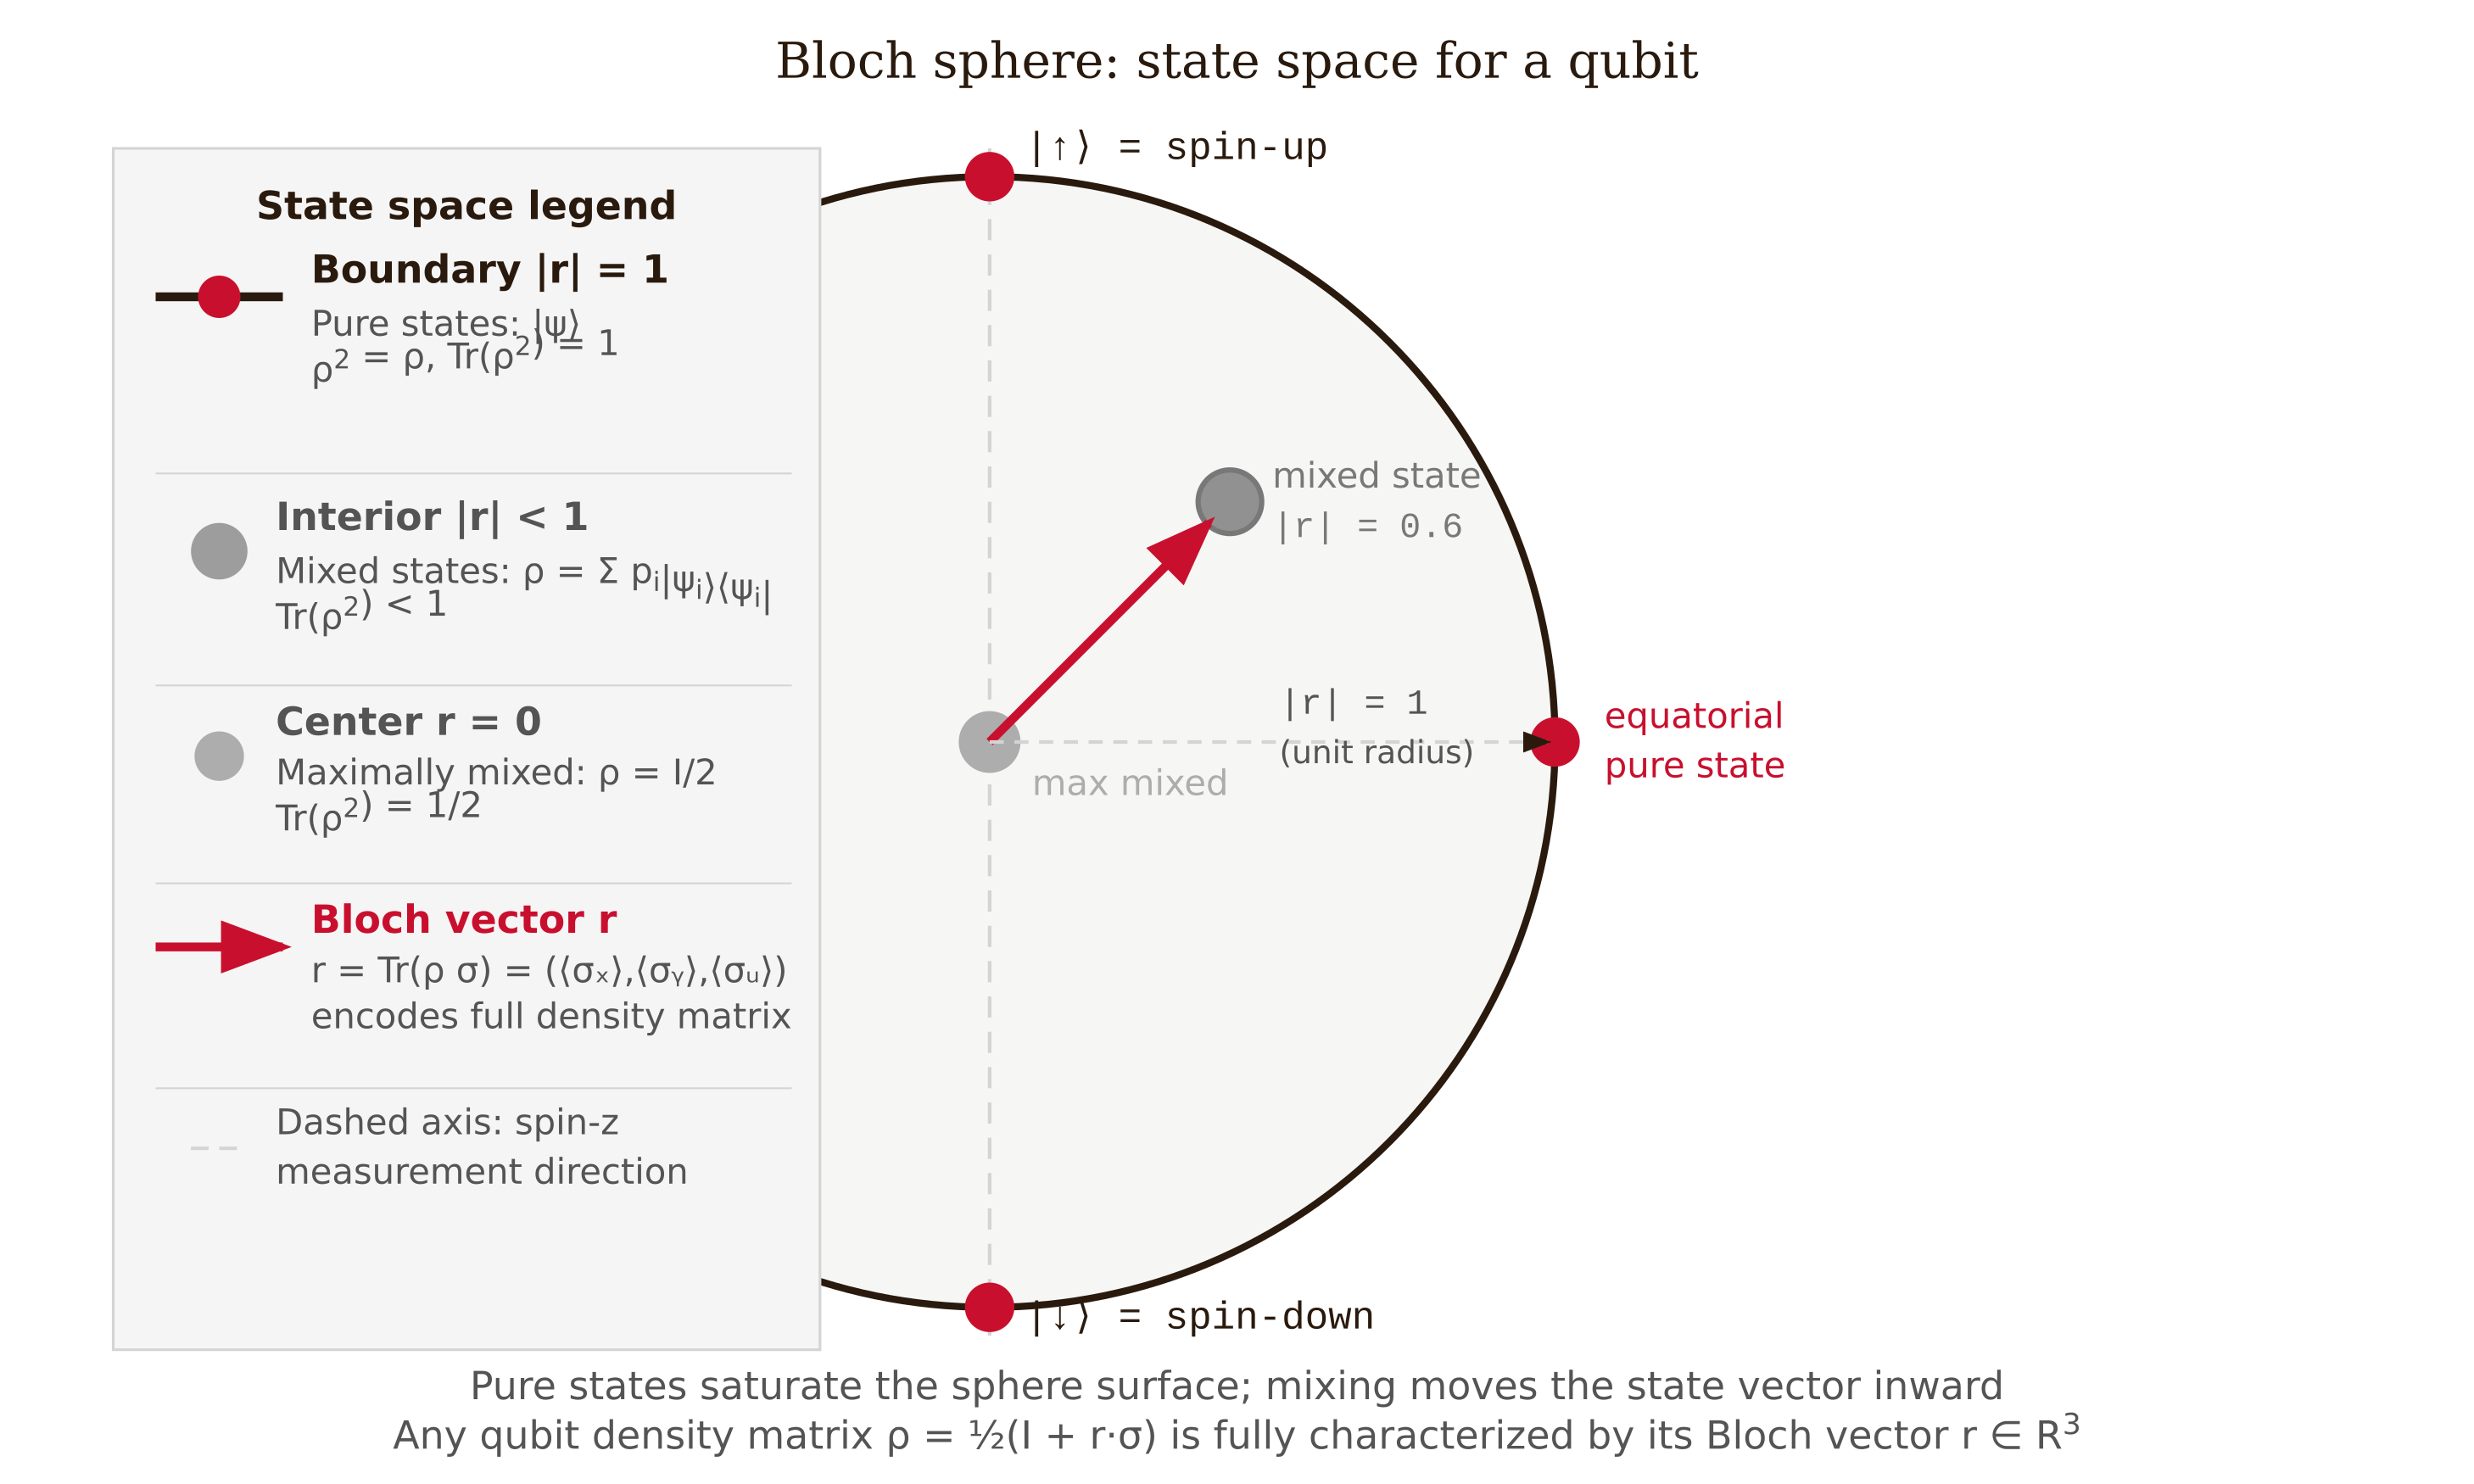 Bloch sphere: state space for a qubit
|↑⟩ = spin-up
State space legend
Boundary |r| = 1
Pure states: |ψ⟩
ρ² = ρ, Tr(ρ²) = 1
Interior |r| < 1
Mixed states: ρ = Σ pᵢ|ψᵢ⟩⟨ψᵢ|
Tr(ρ²) < 1
Center r = 0
Maximally mixed: ρ = I/2
Tr(ρ²) = 1/2
Bloch vector r
r = Tr(ρ σ) = (⟨σₓ⟩,⟨σᵧ⟩,⟨σᵤ⟩)
encodes full density matrix
Dashed axis: spin-z
measurement direction
mixed state
|r| = 0.6
|r| = 1
(unit radius)
max mixed
equatorial
pure state
|↓⟩ = spin-down
Pure states saturate the sphere surface; mixing moves the state vector inward
Any qubit density matrix ρ = ½(I + r·σ) is fully characterized by its Bloch vector r ∈ R³